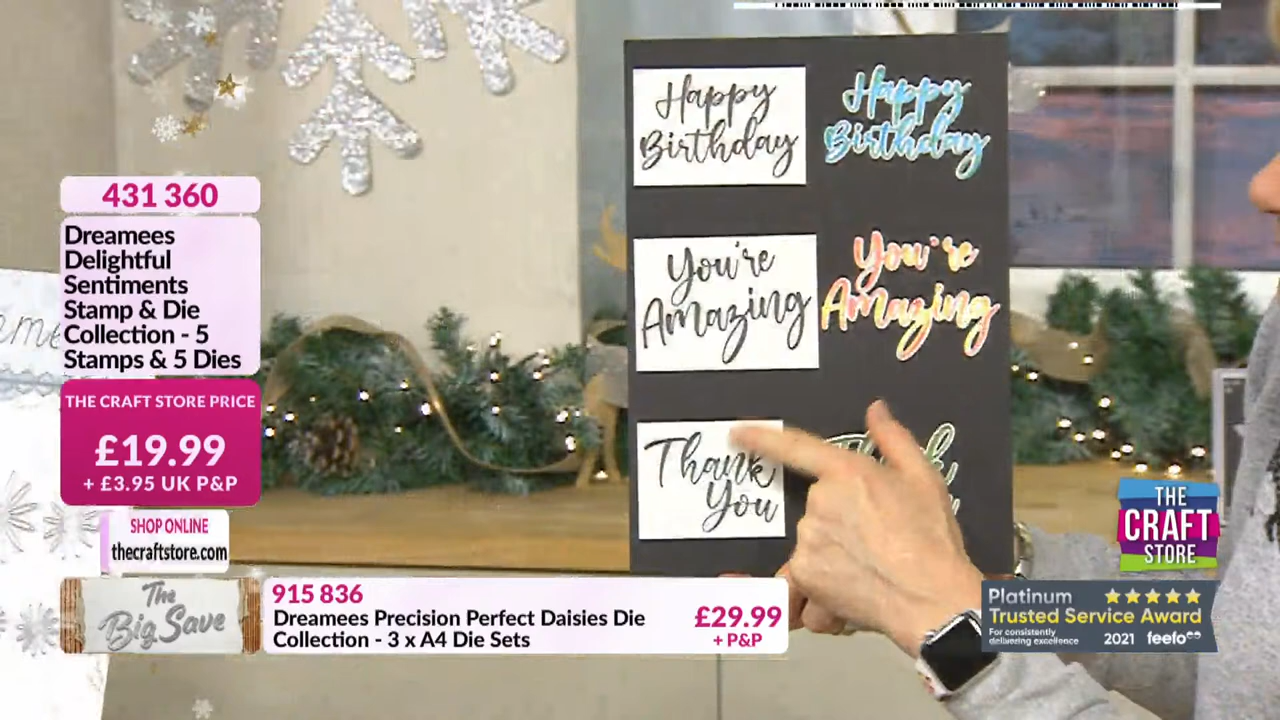 431 360
Dreamees
Delightful
Sentiments
Stamp & Die
Collection - 5
Stamps & 5 Dies
THE CRAFT STORE PRICE
£19.99
+ £3.95 UK P&P
SHOP ONLINE
thecraftstore.com
The
Big Save
915 836
Dreamees Precision Perfect Daisies Die
Collection - 3 x A4 Die Sets
£29.99
+ P&P
Happy
Birthday
Happy
Birthday
You're
Amazing
You're
Amazing
Thank
You
THE
CRAFT
STORE
Platinum
Trusted Service Award
For consistently
delivering excellence
2021 feefo